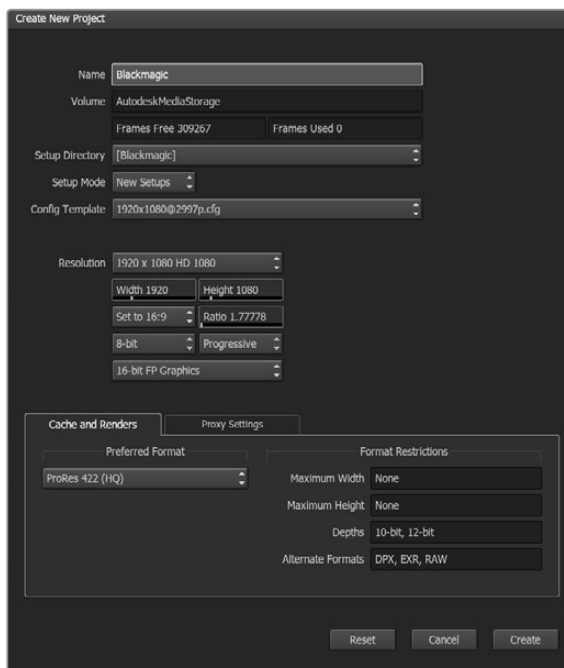 Create New Project
Name Blackmagic
Volume AutodeskMediaStorage
Frames Free 309267 Frames Used 0
Setup Directory [Blackmagic]
Setup Mode New Setups
Config Template 1920x1080@2997p.cfg
Resolution 1920 x 1080 HD 1080
Width 1920 Height 1080
Set to 16:9 Ratio 1.77778
8-bit Progressive
16-bit FP Graphics
Cache and Renders Proxy Settings
Preferred Format Format Restrictions
ProRes 422 (HQ) Maximum Width None
Maximum Height None
Depths 10-bit, 12-bit
Alternate Formats DPX, EXR, RAW
Reset Cancel Create